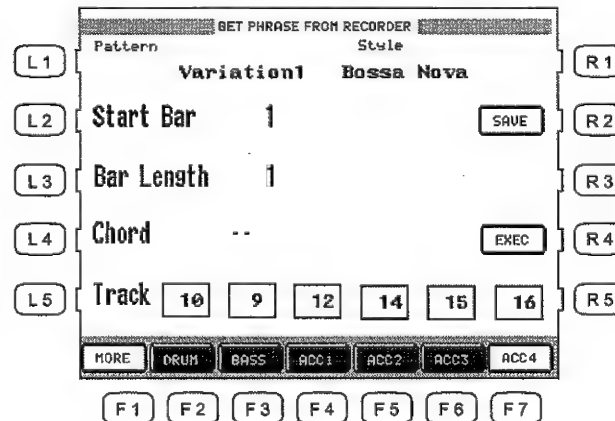 GET PHRASE FROM RECORDER
Pattern Style
L1 Variation1 Bossa Nova R1
L2 Start Bar 1 SAVE R2
L3 Bar Length 1 R3
L4 Chord -- EXEC R4
L5 Track 10 9 12 14 15 16 R5
MORE DRUM BASS ACC1 ACC2 ACC3 ACC4
F1 F2 F3 F4 F5 F6 F7